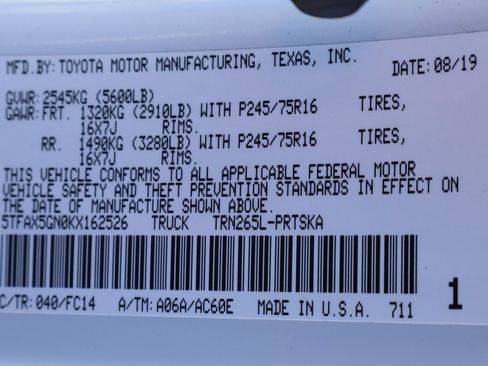 MFD.BY: TOYOTA MOTOR MANUFACTURING, TEXAS, INC. DATE: 08/19
GVWR: 2545KG (5600LB)
GAWR: FRT. 1320KG (2910LB) WITH P245/75R16 TIRES,
16X7J RIMS.
RR. 1490KG (3280LB) WITH P245/75R16 TIRES,
16X7J RIMS.
THIS VEHICLE CONFORMS TO ALL APPLICABLE FEDERAL MOTOR
VEHICLE SAFETY AND THEFT PREVENTION STANDARDS IN EFFECT ON
THE DATE OF MANUFACTURE SHOWN ABOVE.
5TFAX5GN0KX162526 TRUCK TRN265L-PRTSKA
C/TR: 040/FC14 A/TM: A06A/AC60E MADE IN U.S.A. 711 1